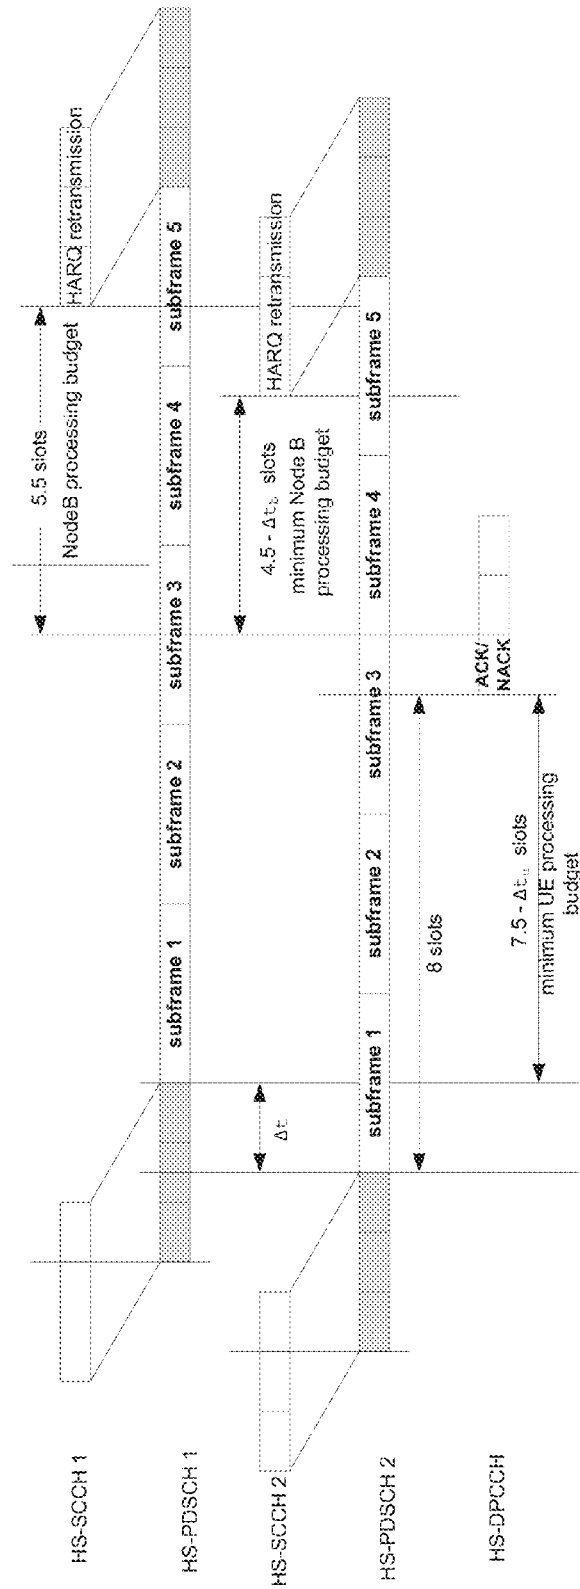 HS-SCCH 1
5.5 slots
NodeB processing budget
HARQ retransmission
HS-PDSCH 1
subframe 1
subframe 2
subframe 3
subframe 4
subframe 5
HS-SCCH 2
Δt
4.5 - Δt_b slots
minimum Node B
processing budget
HARQ retransmission
HS-PDSCH 2
subframe 1
subframe 2
subframe 3
subframe 4
subframe 5
8 slots
HS-DPCCH
ACK/
NACK
7.5 - Δt_u slots
minimum UE processing
budget